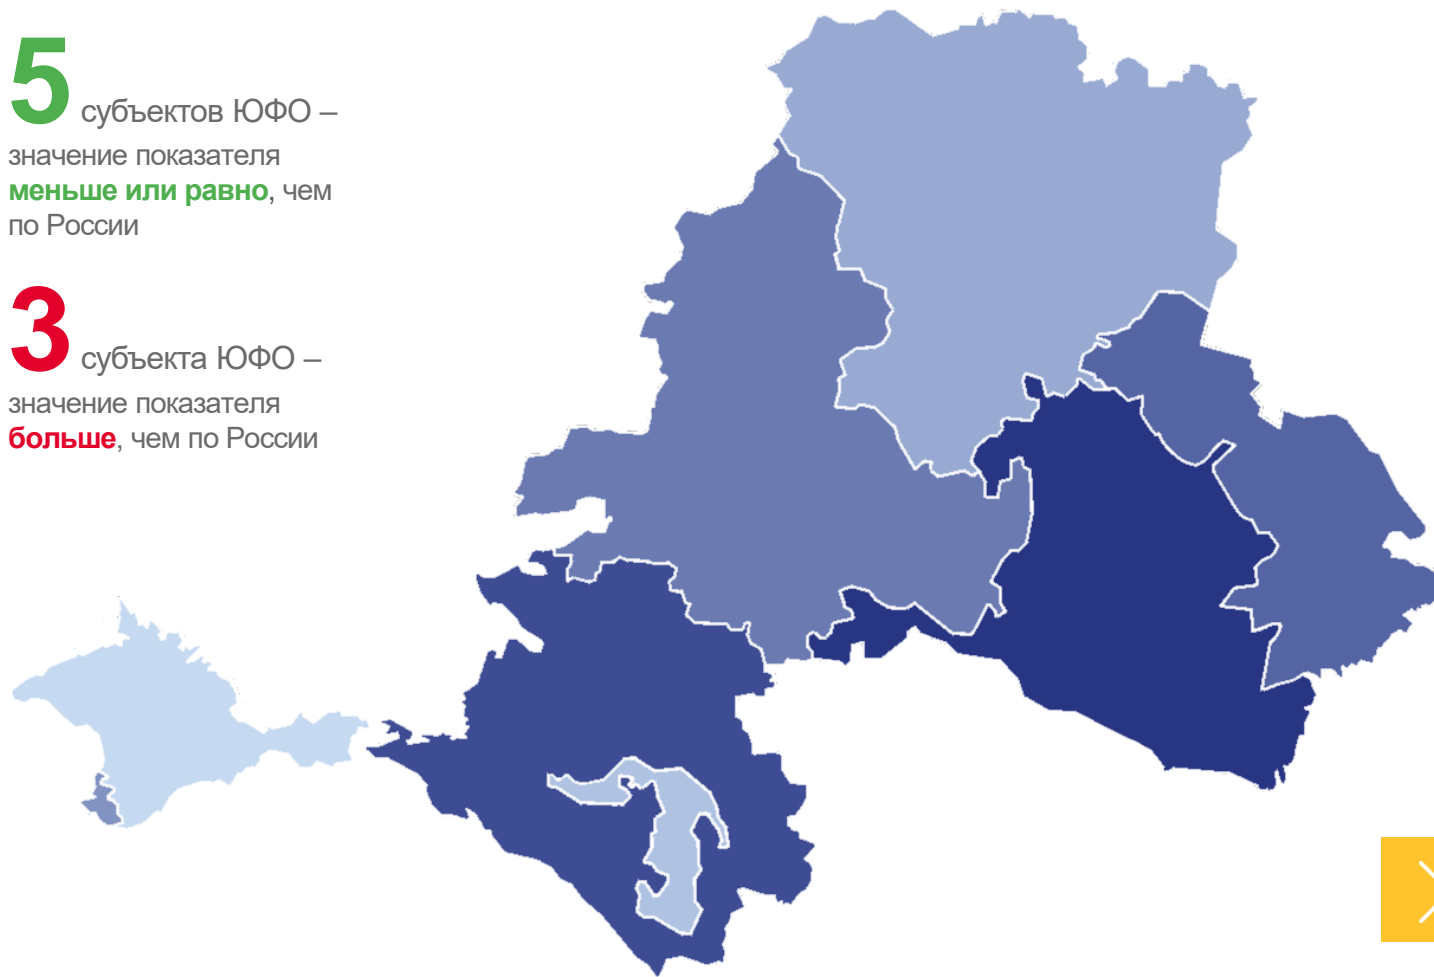 5 субъектов ЮФО –
значение показателя
меньше или равно, чем
по России
3 субъекта ЮФО –
значение показателя
больше, чем по России